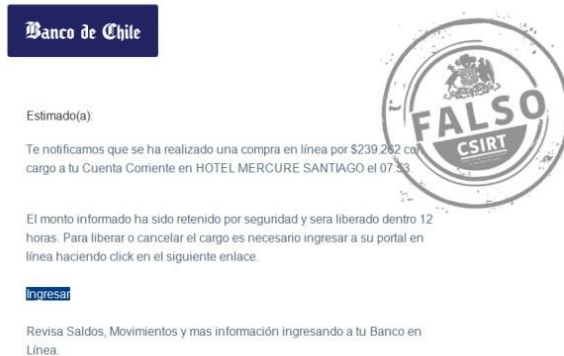 Banco de Chile
Estimado(a):
Te notificamos que se ha realizado una compra en línea por $239.262 con
cargo a tu Cuenta Corriente en HOTEL MERCURE SANTIAGO el 07:53.
FALSO
CSIRT
El monto informado ha sido retenido por seguridad y sera liberado dentro 12
horas. Para liberar o cancelar el cargo es necesario ingresar a su portal en
línea haciendo click en el siguiente enlace.
Ingresar
Revisa Saldos, Movimientos y mas información ingresando a tu Banco en
Línea.